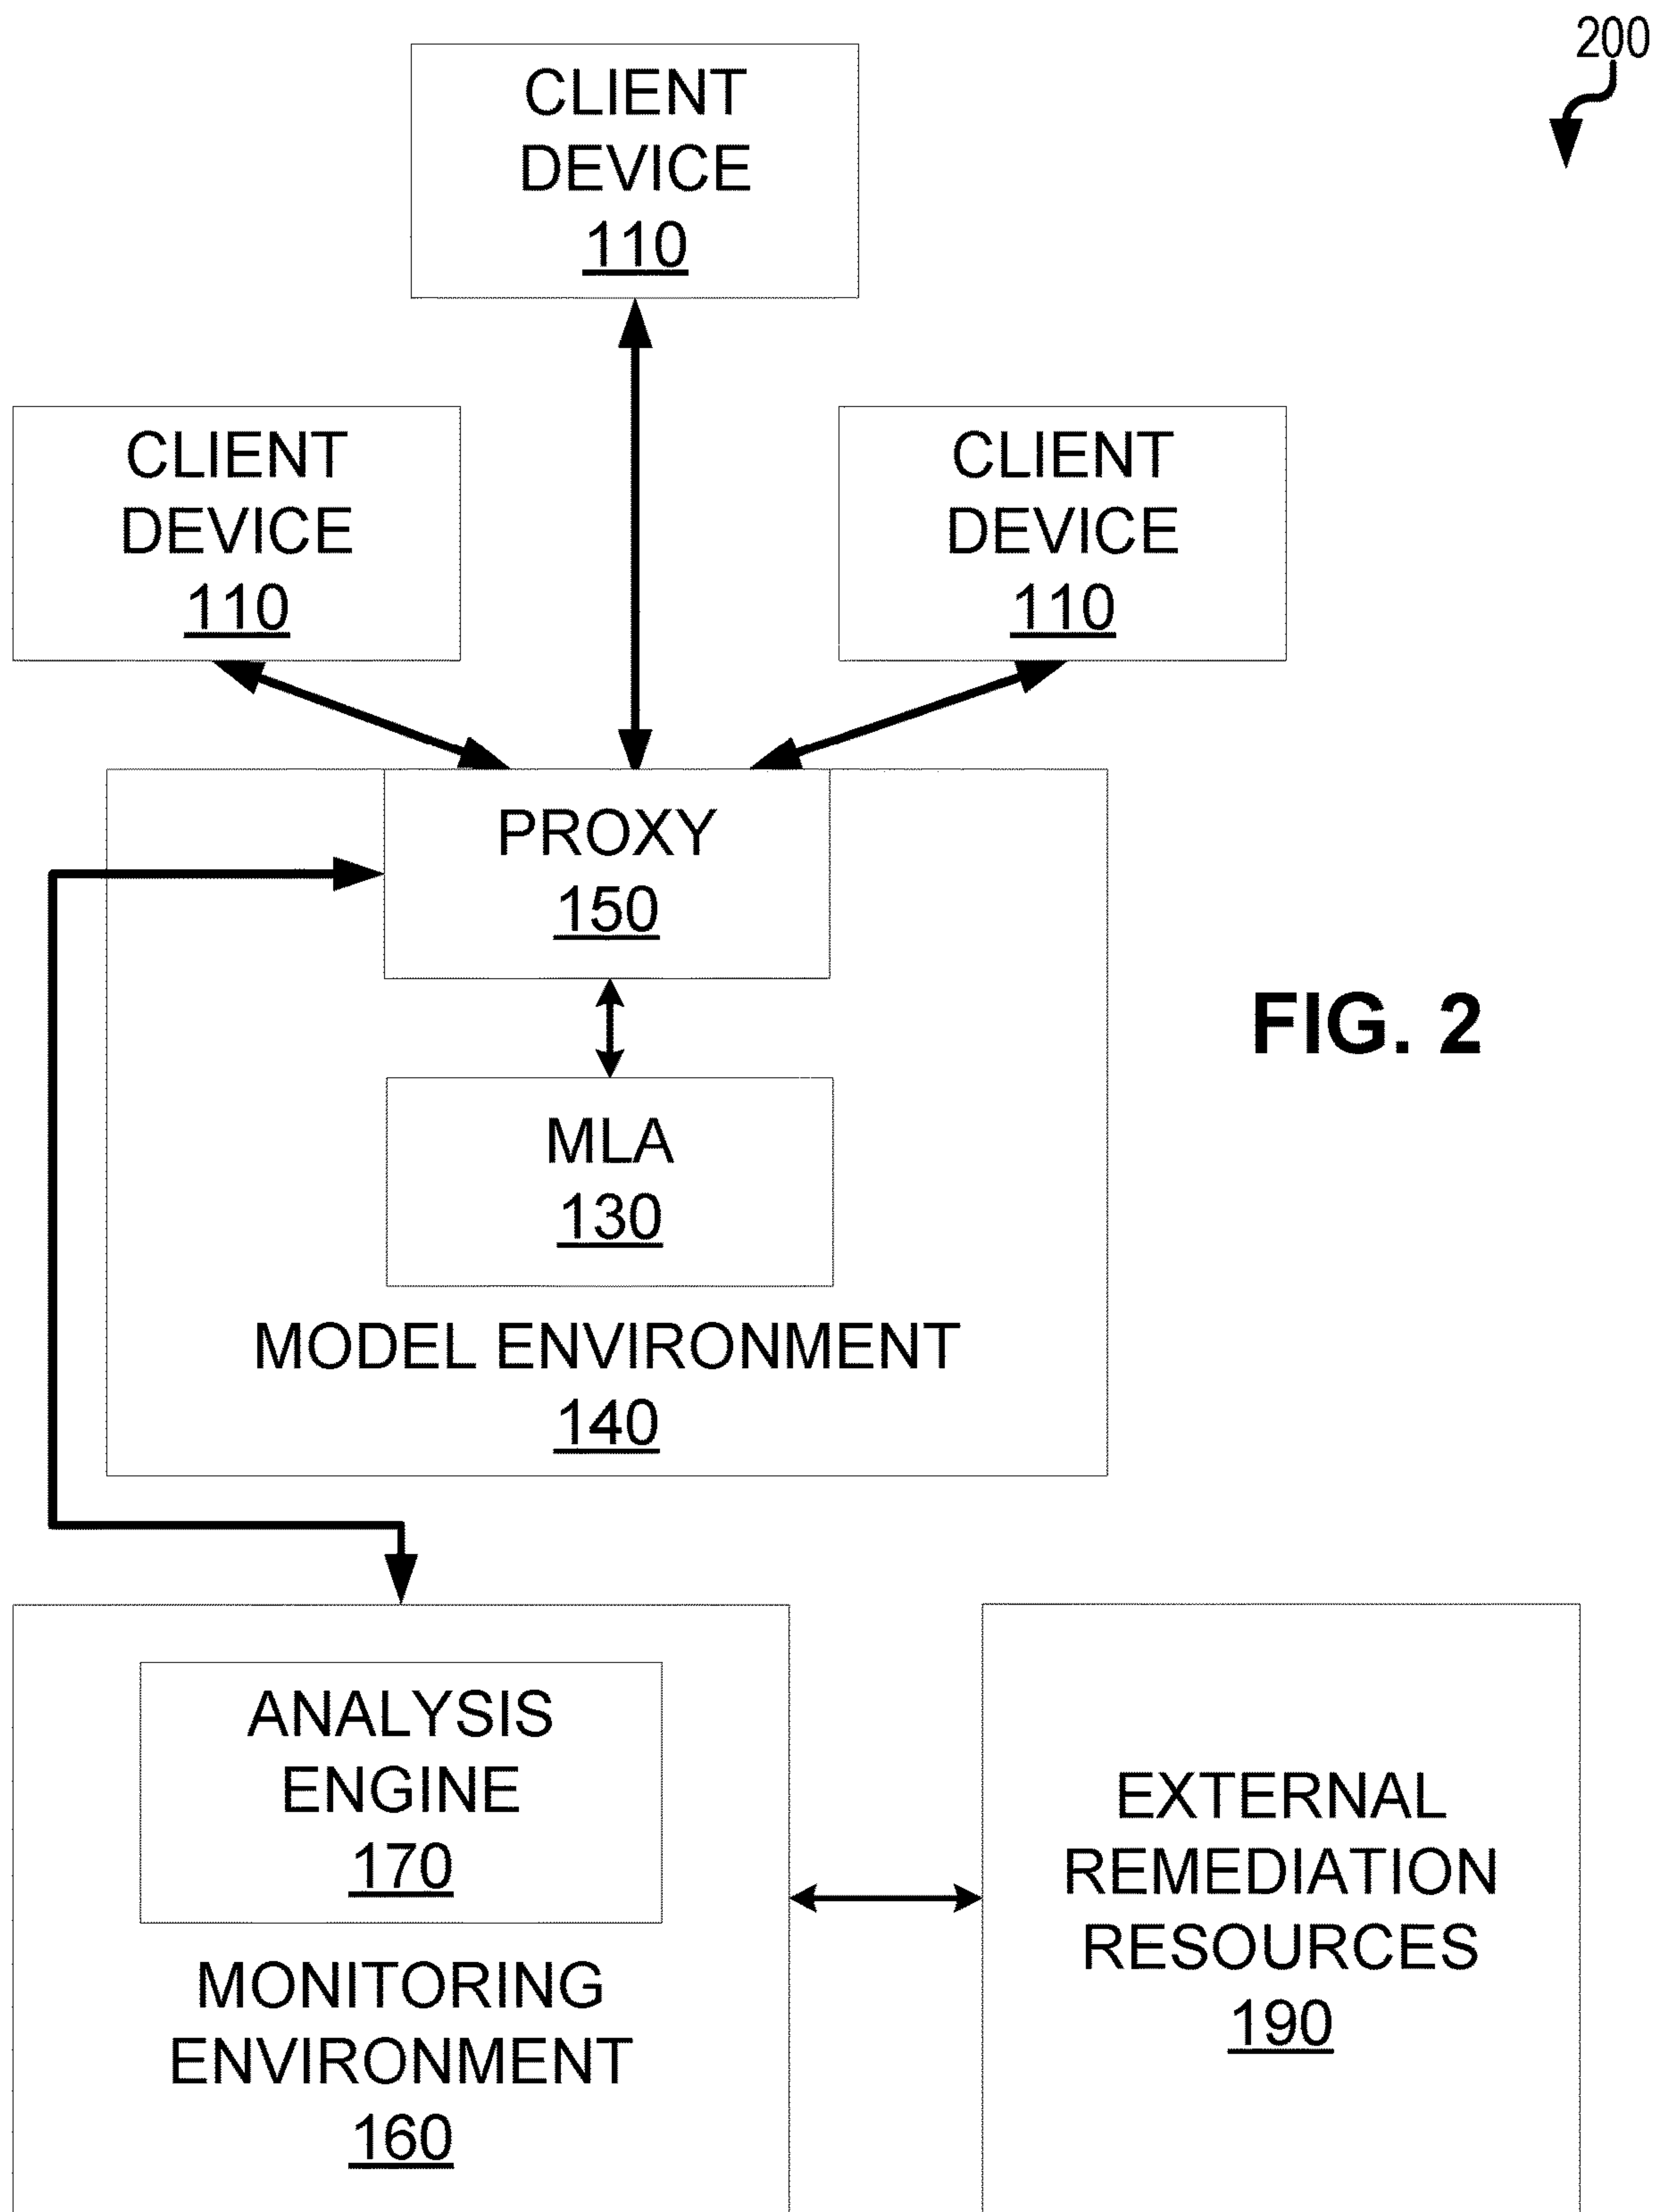 200
CLIENT
DEVICE
110
CLIENT
DEVICE
110
CLIENT
DEVICE
110
PROXY
150
MLA
130
MODEL ENVIRONMENT
140
FIG. 2
ANALYSIS
ENGINE
170
MONITORING
ENVIRONMENT
160
EXTERNAL
REMEDIATION
RESOURCES
190